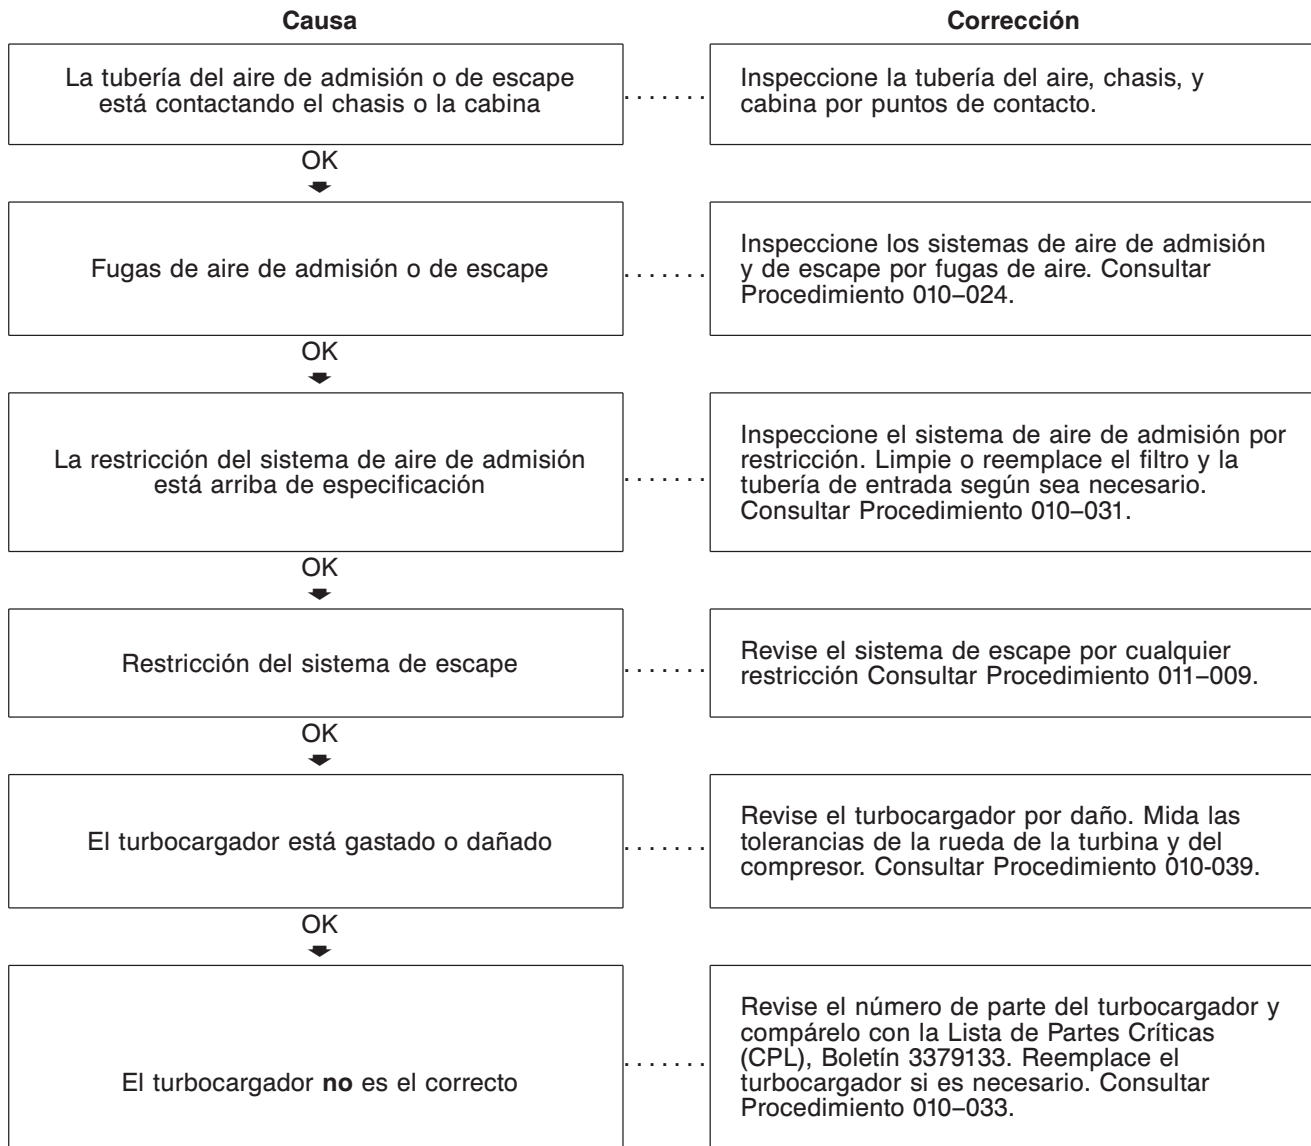 Causa
Corrección
La tubería del aire de admisión o de escape
está contactando el chasis o la cabina
.......
Inspeccione la tubería del aire, chasis, y
cabina por puntos de contacto.
OK
Fugas de aire de admisión o de escape
.......
Inspeccione los sistemas de aire de admisión
y de escape por fugas de aire. Consultar
Procedimiento 010–024.
OK
La restricción del sistema de aire de admisión
está arriba de especificación
.......
Inspeccione el sistema de aire de admisión por
restricción. Limpie o reemplace el filtro y la
tubería de entrada según sea necesario.
Consultar Procedimiento 010–031.
OK
Restricción del sistema de escape
.......
Revise el sistema de escape por cualquier
restricción Consultar Procedimiento 011–009.
OK
El turbocargador está gastado o dañado
.......
Revise el turbocargador por daño. Mida las
tolerancias de la rueda de la turbina y del
compresor. Consultar Procedimiento 010-039.
OK
El turbocargador no es el correcto
.......
Revise el número de parte del turbocargador y
compárelo con la Lista de Partes Críticas
(CPL), Boletín 3379133. Reemplace el
turbocargador si es necesario. Consultar
Procedimiento 010–033.